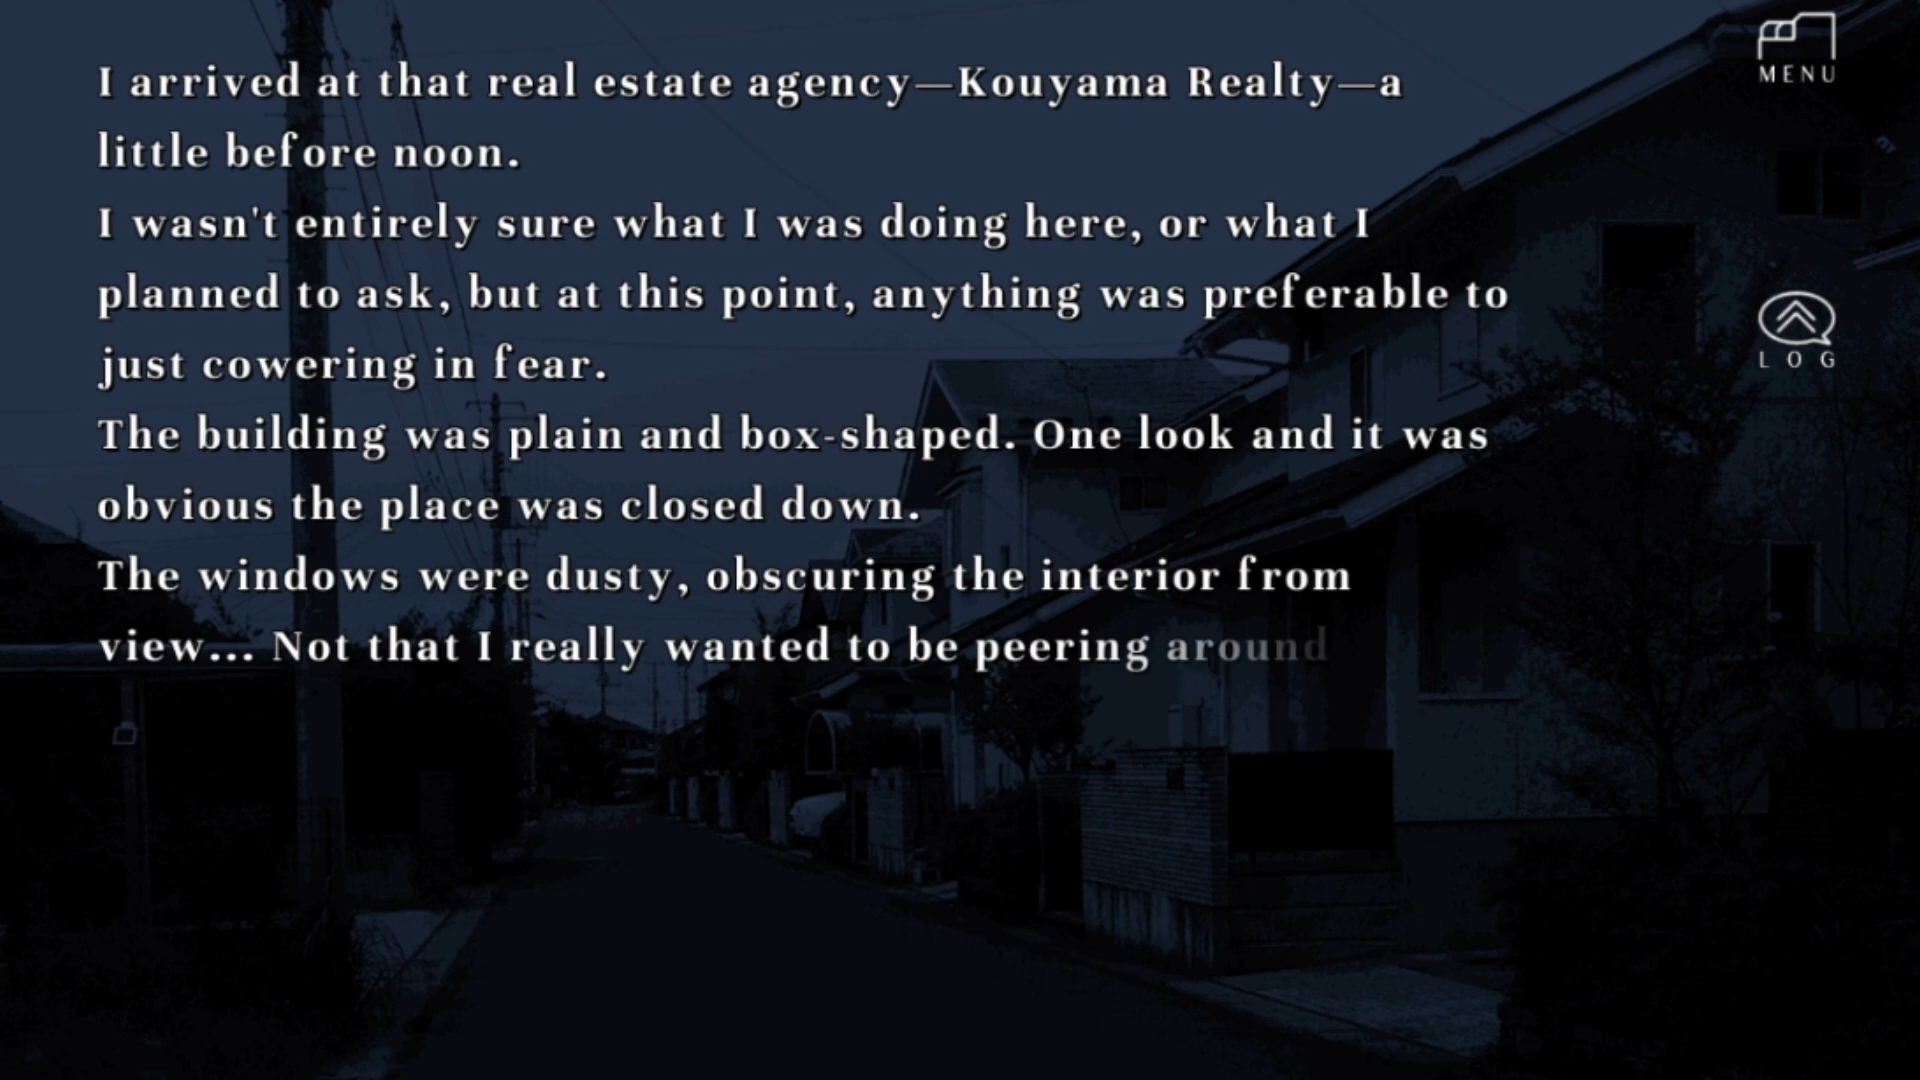 I arrived at that real estate agency—Kouyama Realty—a
little before noon.
I wasn't entirely sure what I was doing here, or what I
planned to ask, but at this point, anything was preferable to
just cowering in fear.
The building was plain and box-shaped. One look and it was
obvious the place was closed down.
The windows were dusty, obscuring the interior from
view... Not that I really wanted to be peering around
MENU
LOG